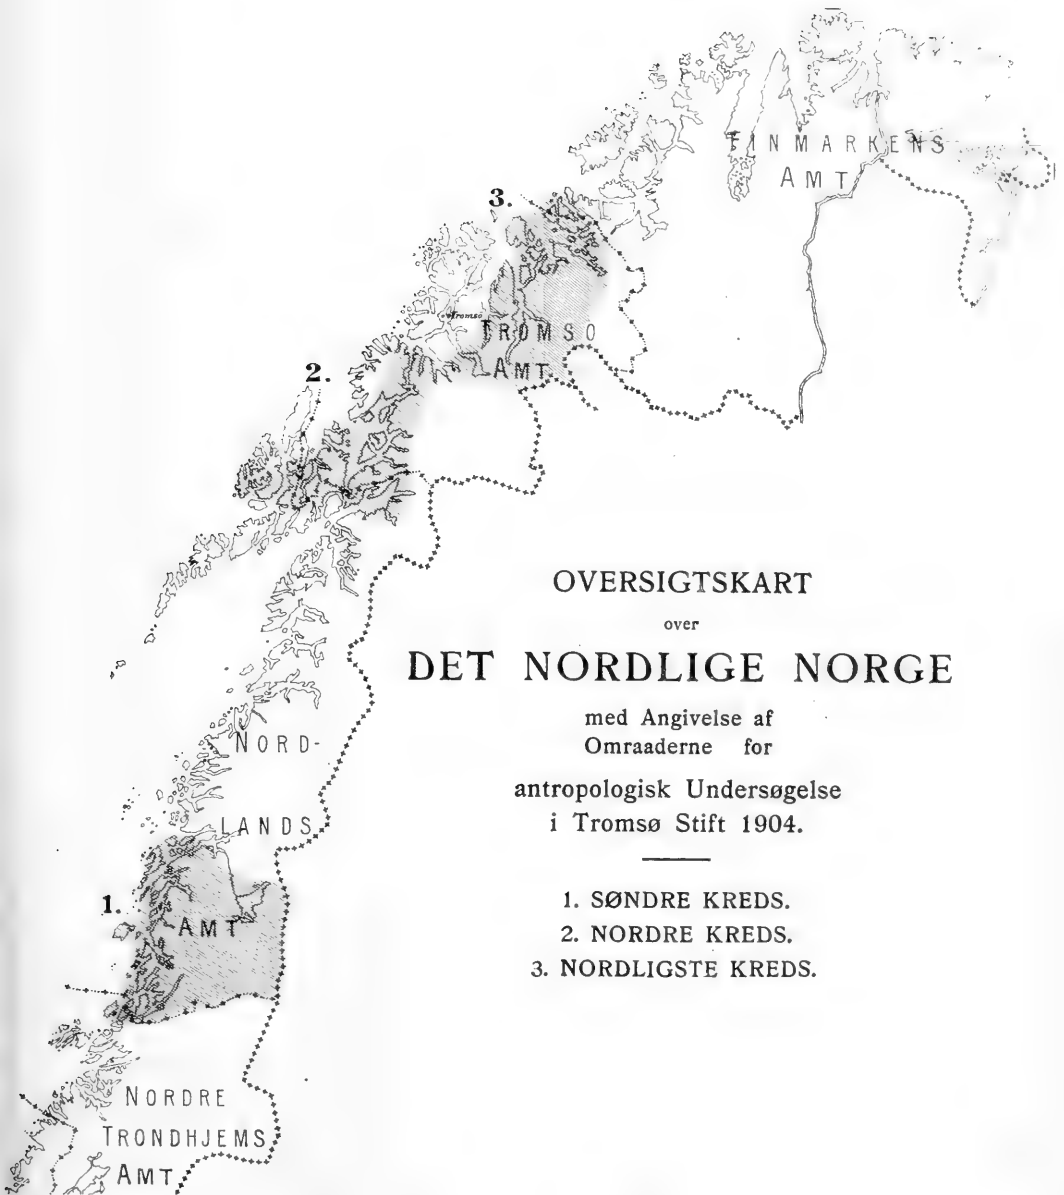 FINMARKENS
AMT
3.
Tromsø
TROMSØ
AMT
2.
OVERSIGTSKART
over
DET NORDLIGE NORGE
med Angivelse af
Omraaderne for
antropologisk Undersøgelse
i Tromsø Stift 1904.
1. SØNDRE KREDS.
2. NORDRE KREDS.
3. NORDLIGSTE KREDS.
NORD-
LANDS
1.
AMT
NORDRE
TRONDHJEMS
AMT